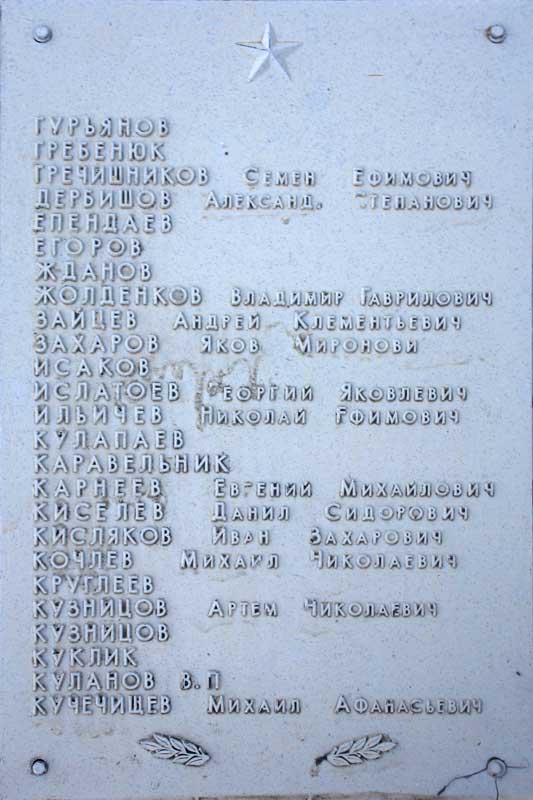 ГУРЬЯНОВ
ГРЕБЕНЮК
ГРЕЧИШНИКОВ СЕМЕН ЕФИМОВИЧ
ДЕРБИШОВ АЛЕКСАНД. СТЕПАНОВИЧ
ЕПЕНДАЕВ
ЕГОРОВ
ЖДАНОВ
ЖОЛДЕНКОВ ВЛАДИМИР ГАВРИЛОВИЧ
ЗАЙЦЕВ АНДРЕЙ КЛЕМЕНТЬЕВИЧ
ЗАХАРОВ ЯКОВ МИРОНОВИ
ИСАКОВ
ИСЛАТОЕВ ГЕОРГИЙ ЯКОВЛЕВИЧ
ИЛЬИЧЕВ НИКОЛАЙ ЕФИМОВИЧ
КУЛАПАЕВ
КАРАВЕЛЬНИК
КАРНЕЕВ ЕВГЕНИЙ МИХАЙЛОВИЧ
КИСЕЛЕВ ДАНИЛ СИДОРОВИЧ
КИСЛЯКОВ ИВАН ЗАХАРОВИЧ
КОЧЛЕВ МИХАИЛ НИКОЛАЕВИЧ
КРУГЛЕЕВ
КУЗНИЦОВ АРТЕМ НИКОЛАЕВИЧ
КУЗНИЦОВ
КУКЛИК
КУЛАНОВ В.П
КУЧЕЧИЩЕВ МИХАИЛ АФАНАСЬЕВИЧ